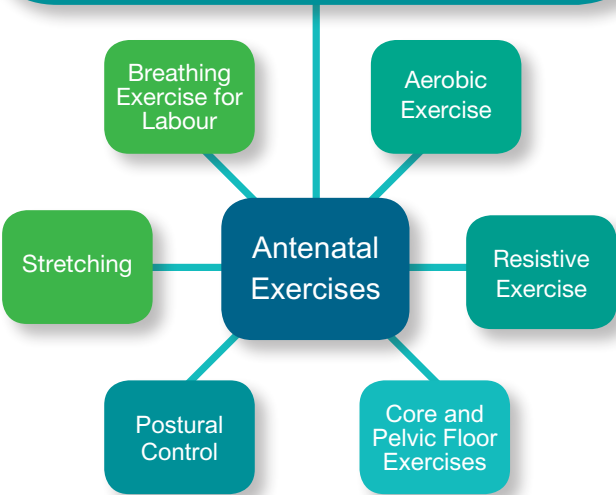 Breathing
Exercise for
Labour
Aerobic
Exercise
Stretching
Antenatal
Exercises
Resistive
Exercise
Postural
Control
Core and
Pelvic Floor
Exercises